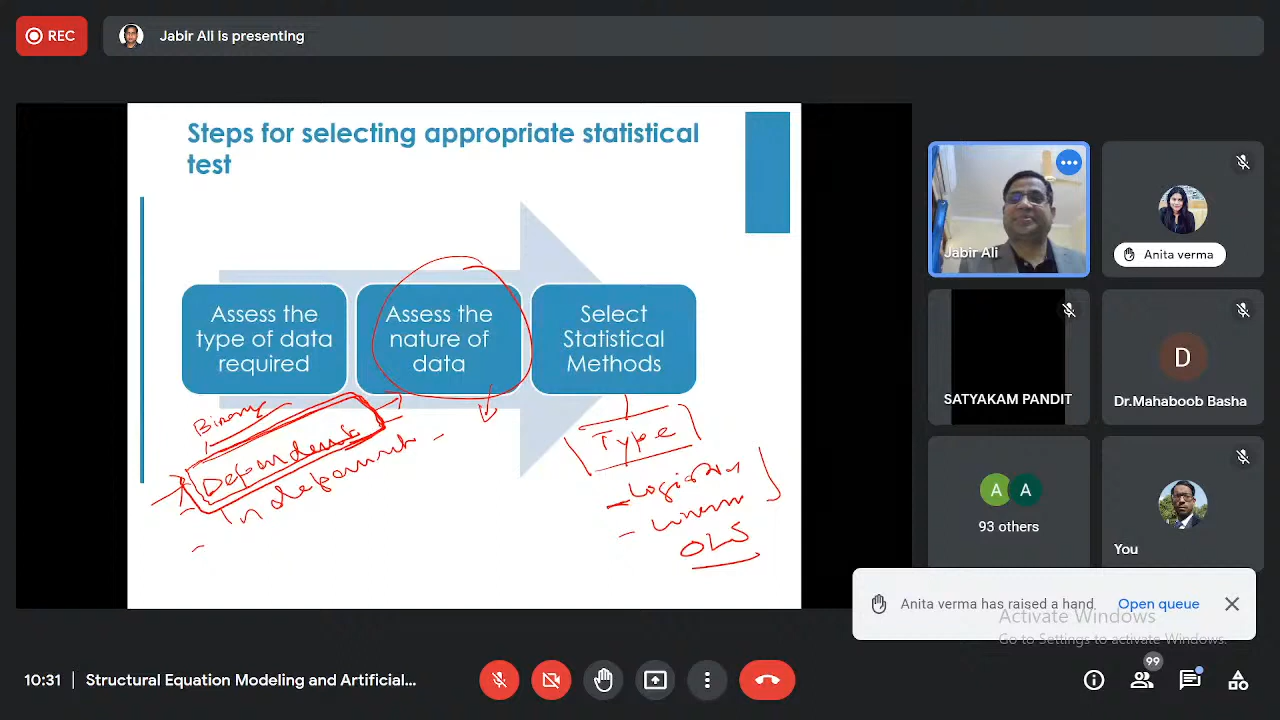 REC
Jabir Ali is presenting
Steps for selecting appropriate statistical
test
Assess the
type of data
required
Assess the
nature of
data
Select
Statistical
Methods
Binary
Dependent
Type
Linear
OLS
Jabir Ali
Anita verma
SATYAKAM PANDIT
D
Dr.Mahaboob Basha
A A
93 others
You
Anita verma has raised a hand. Open queue
Activate Windows
Go to Settings to activate Windows.
10:31 | Structural Equation Modeling and Artificial...
99